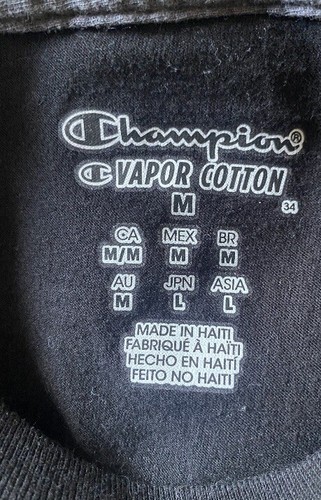 Champion®
VAPOR COTTON
M
34
CA MEX BR
M/M M M
AU JPN ASIA
M L L
MADE IN HAITI
FABRIQUÉ À HAÏTI
HECHO EN HAITÍ
FEITO NO HAITI